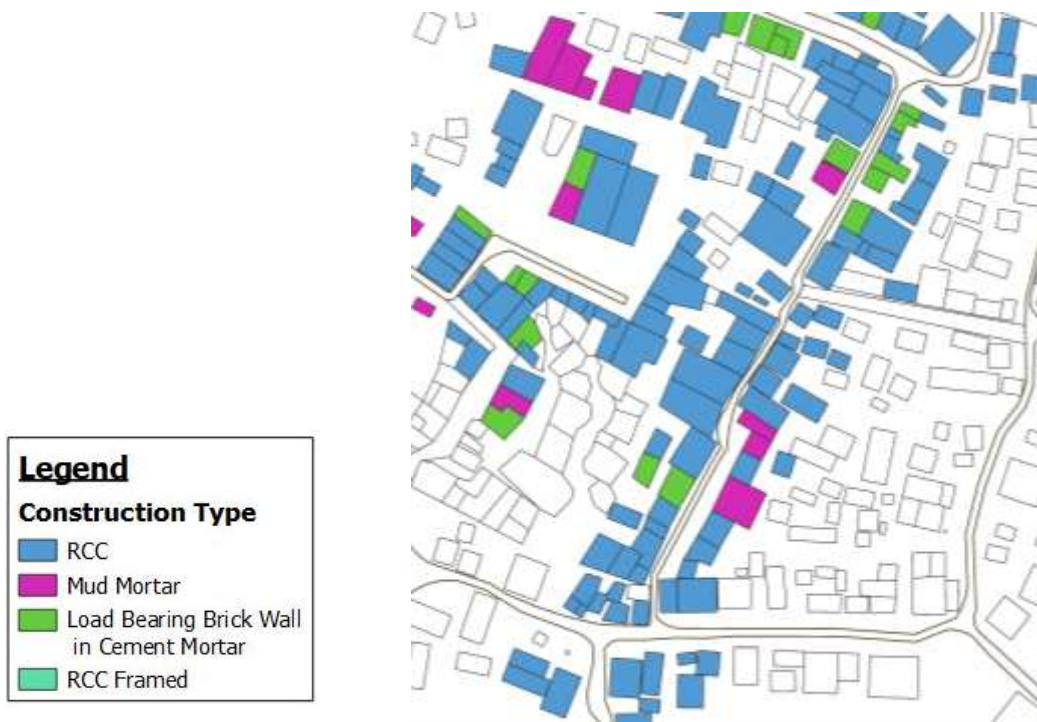 Legend
Construction Type
RCC
Mud Mortar
Load Bearing Brick Wall
in Cement Mortar
RCC Framed